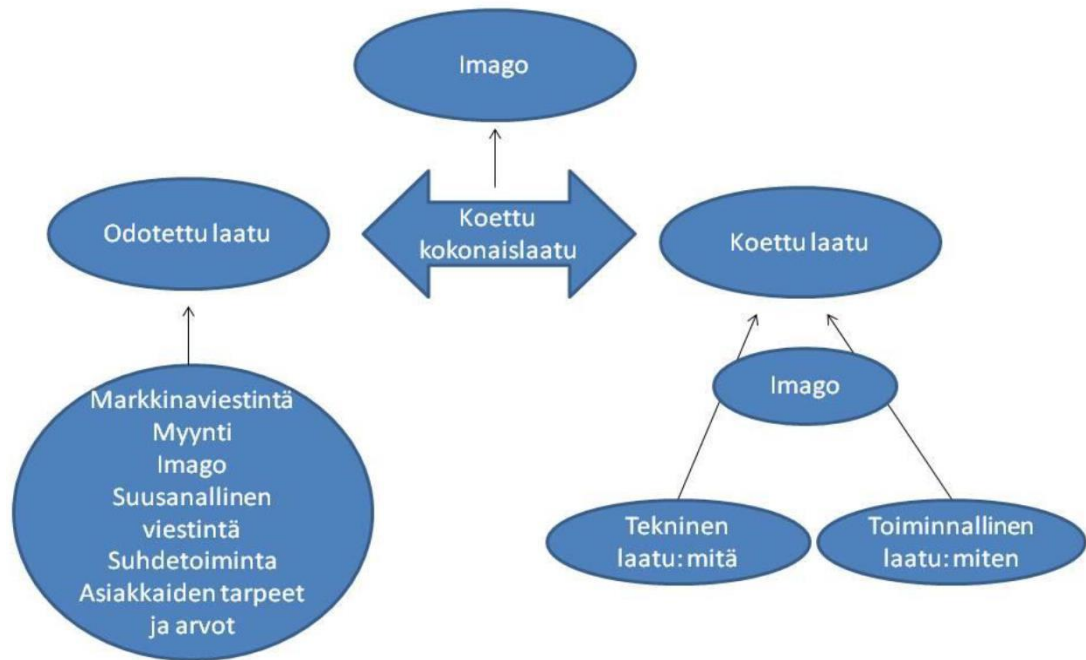 Imago
Odotettu laatu
Koettu
kokonaislaatu
Koettu laatu
Markkinaviestintä
Myynti
Imago
Suusanallinen
viestintä
Suhdetoiminta
Asiakkaiden tarpeet
ja arvot
Imago
Tekninen
laatu: mitä
Toiminnallinen
laatu: miten